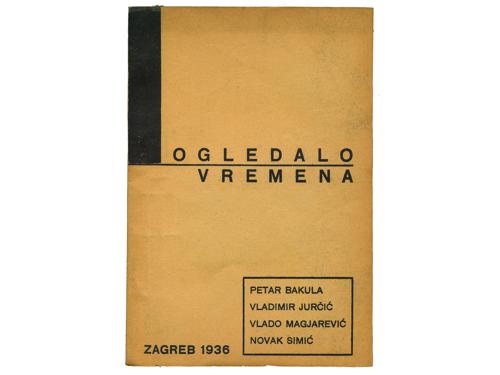 OGLEDALO
VREMENA
PETAR BAKULA
VLADIMIR JURČIĆ
VLADO MAGJAREVIĆ
NOVAK SIMIĆ
ZAGREB 1936